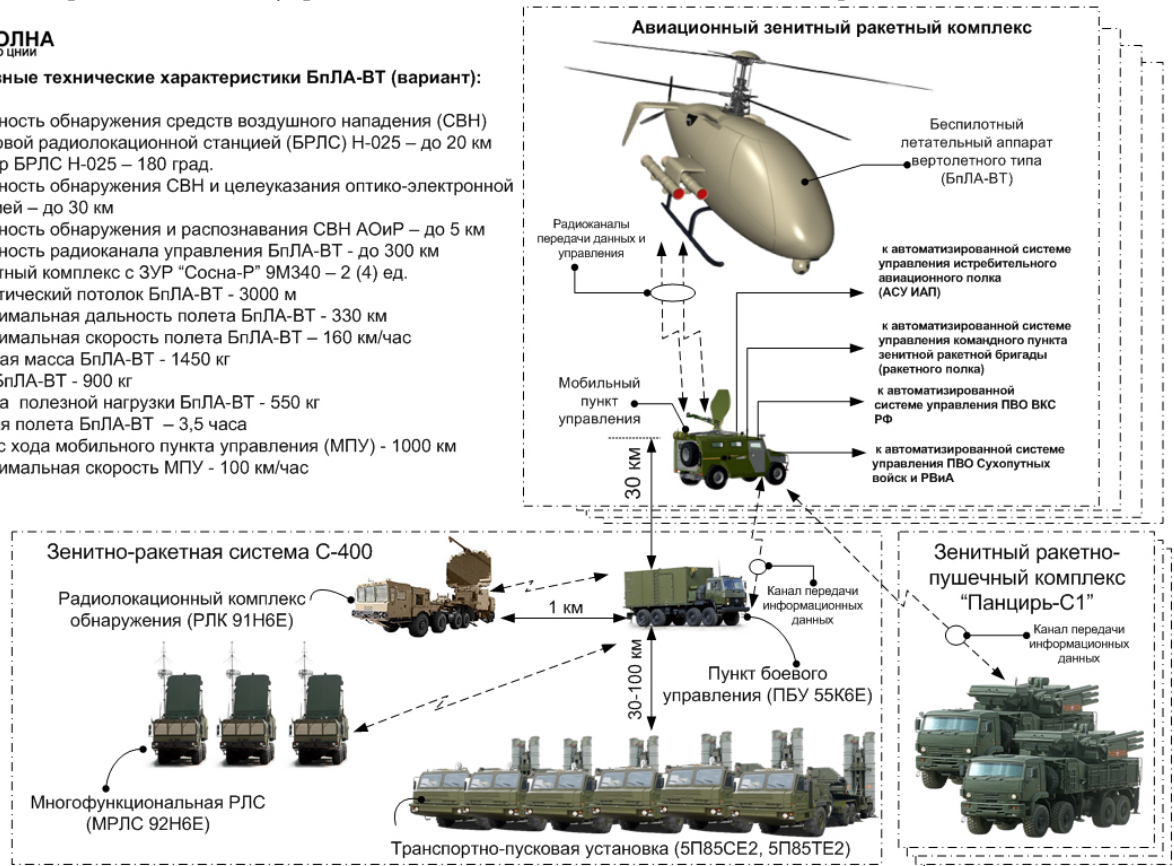 ОЛНА
О ЦНИИ
вные технические характеристики БпЛА-ВТ (вариант):
ность обнаружения средств воздушного нападения (СВН)
овой радиолокационной станцией (БРЛС) Н-025 – до 20 км
р БРЛС Н-025 – 180 град.
ность обнаружения СВН и целеуказания оптико-электронной
ией – до 30 км
ность обнаружения и распознавания СВН АОиР – до 5 км
ность радиоканала управления БпЛА-ВТ - до 300 км
тный комплекс с ЗУР “Сосна-Р” 9М340 – 2 (4) ед.
тический потолок БпЛА-ВТ - 3000 м
имальная дальность полета БпЛА-ВТ - 330 км
имальная скорость полета БпЛА-ВТ – 160 км/час
ая масса БпЛА-ВТ - 1450 кг
БпЛА-ВТ - 900 кг
а полезной нагрузки БпЛА-ВТ - 550 кг
я полета БпЛА-ВТ – 3,5 часа
с хода мобильного пункта управления (МПУ) - 1000 км
имальная скорость МПУ - 100 км/час
Авиационный зенитный ракетный комплекс
Беспилотный
летательный аппарат
вертолетного типа
(БпЛА-ВТ)
Радиоканалы
передачи данных и
управления
к автоматизированной системе
управления истребительного
авиационного полка
(АСУ ИАП)
к автоматизированной системе
управления командного пункта
зенитной ракетной бригады
(ракетного полка)
к автоматизированной
системе управления ПВО ВКС
РФ
к автоматизированной системе
управления ПВО Сухопутных
войск и РВиА
Мобильный
пункт
управления
30 км
Зенитно-ракетная система С-400
Радиолокационный комплекс
обнаружения (РЛК 91Н6Е)
1 км
Канал передачи
информационных
данных
30-100 км
Пункт боевого
управления (ПБУ 55К6Е)
Многофункциональная РЛС
(МРЛС 92Н6Е)
Транспортно-пусковая установка (5П85СЕ2, 5П85ТЕ2)
Зенитный ракетно-
пушечный комплекс
“Панцирь-С1”
Канал передачи
информационных
данных